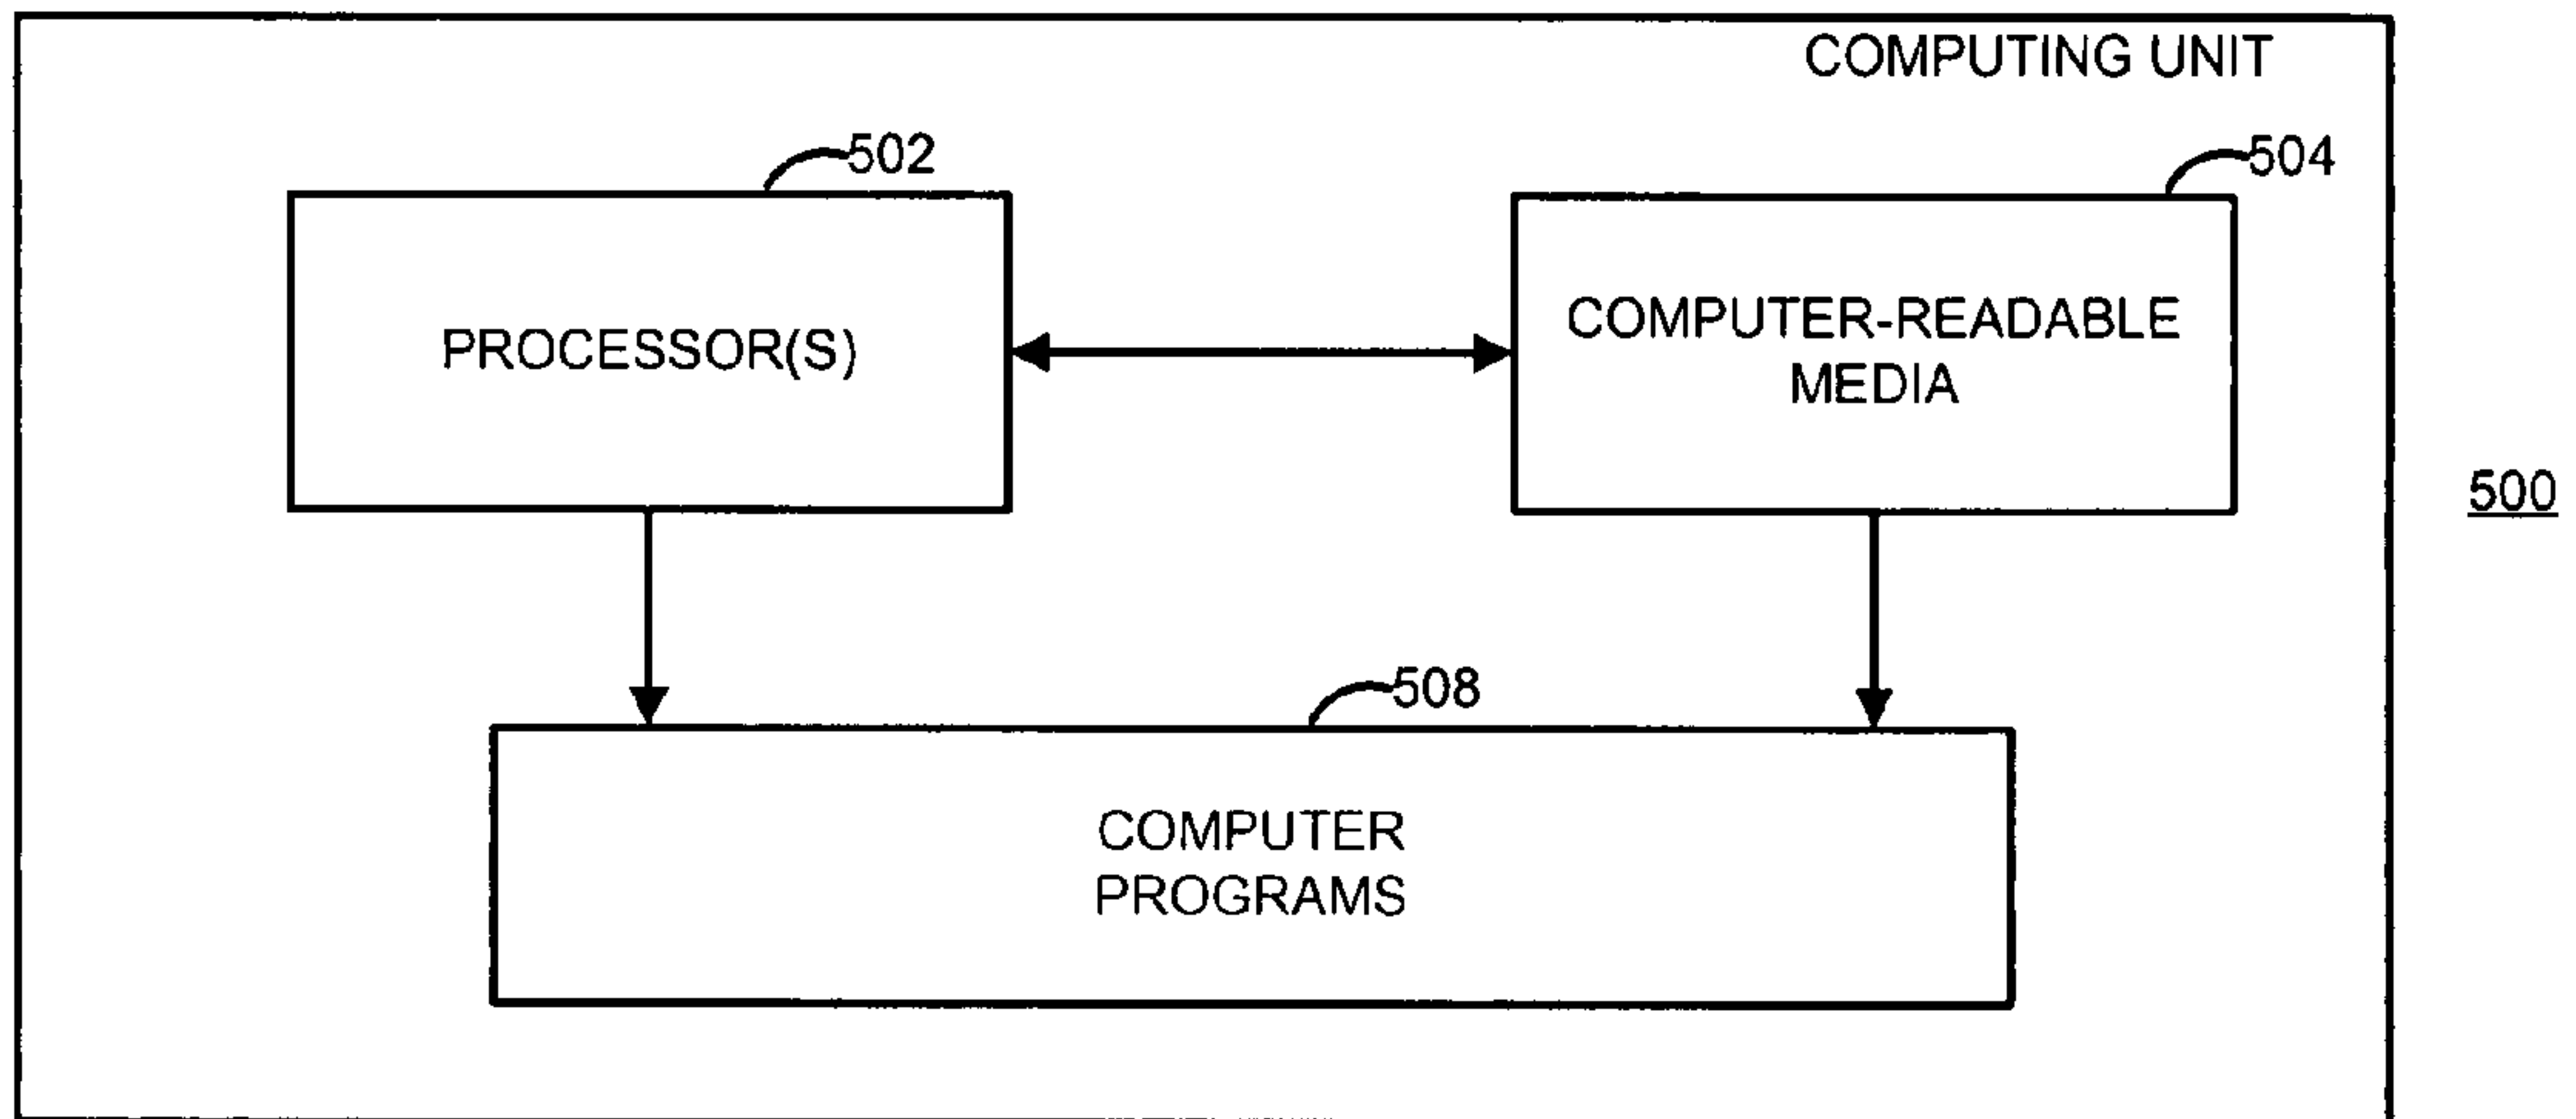 COMPUTING UNIT
502
504
PROCESSOR(S)
COMPUTER-READABLE
MEDIA
500
508
COMPUTER
PROGRAMS